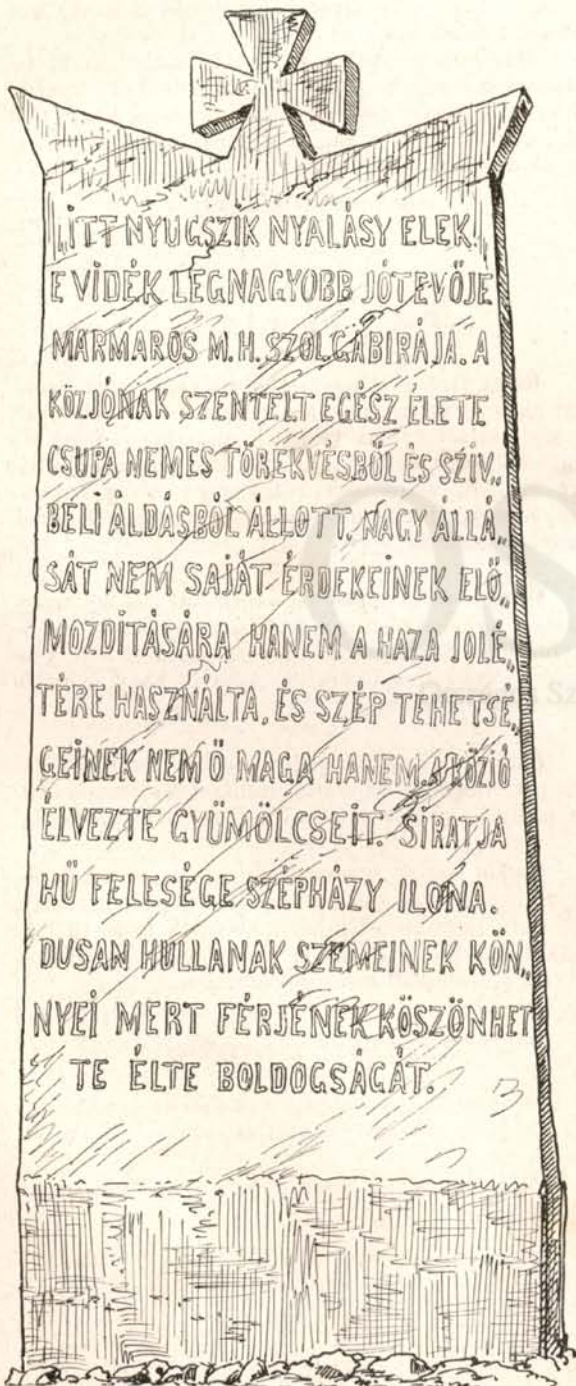 ITT NYUGSZIK NYALÁSY ELEK
E VIDÉK LEGNAGYOBB JÓTEVŐJE
MÁRMAROS M.H. SZOLGABIRÁJA. A
KÖZJÓNAK SZENTELT EGÉSZ ÉLETE
CSUPA NEMES TÖREKVÉSBŐL ÉS SZIV„
BELI ÁLDÁSBÓL ÁLLOTT. NAGY ÁLLÁ„
SÁT NEM SAJÁT ÉRDEKEINEK ELŐ„
MOZDITÁSÁRA HANEM A HAZA JOLÉ„
TÉRE HASZNÁLTA, ÉS SZÉP TEHETSÉ„
GEINEK NEM Ö MAGA HANEM A KÖZJÓ
ÉLVEZTE GYÜMÖLCSEIT. SIRATJA
HŰ FELESÉGE SZÉPHÁZY ILONA.
DUSAN HULLANAK SZEMEINEK KÖN„
NYEI MERT FÉRJÉNEK KÖSZÖNHET
TE ÉLTE BOLDOGSÁGÁT.